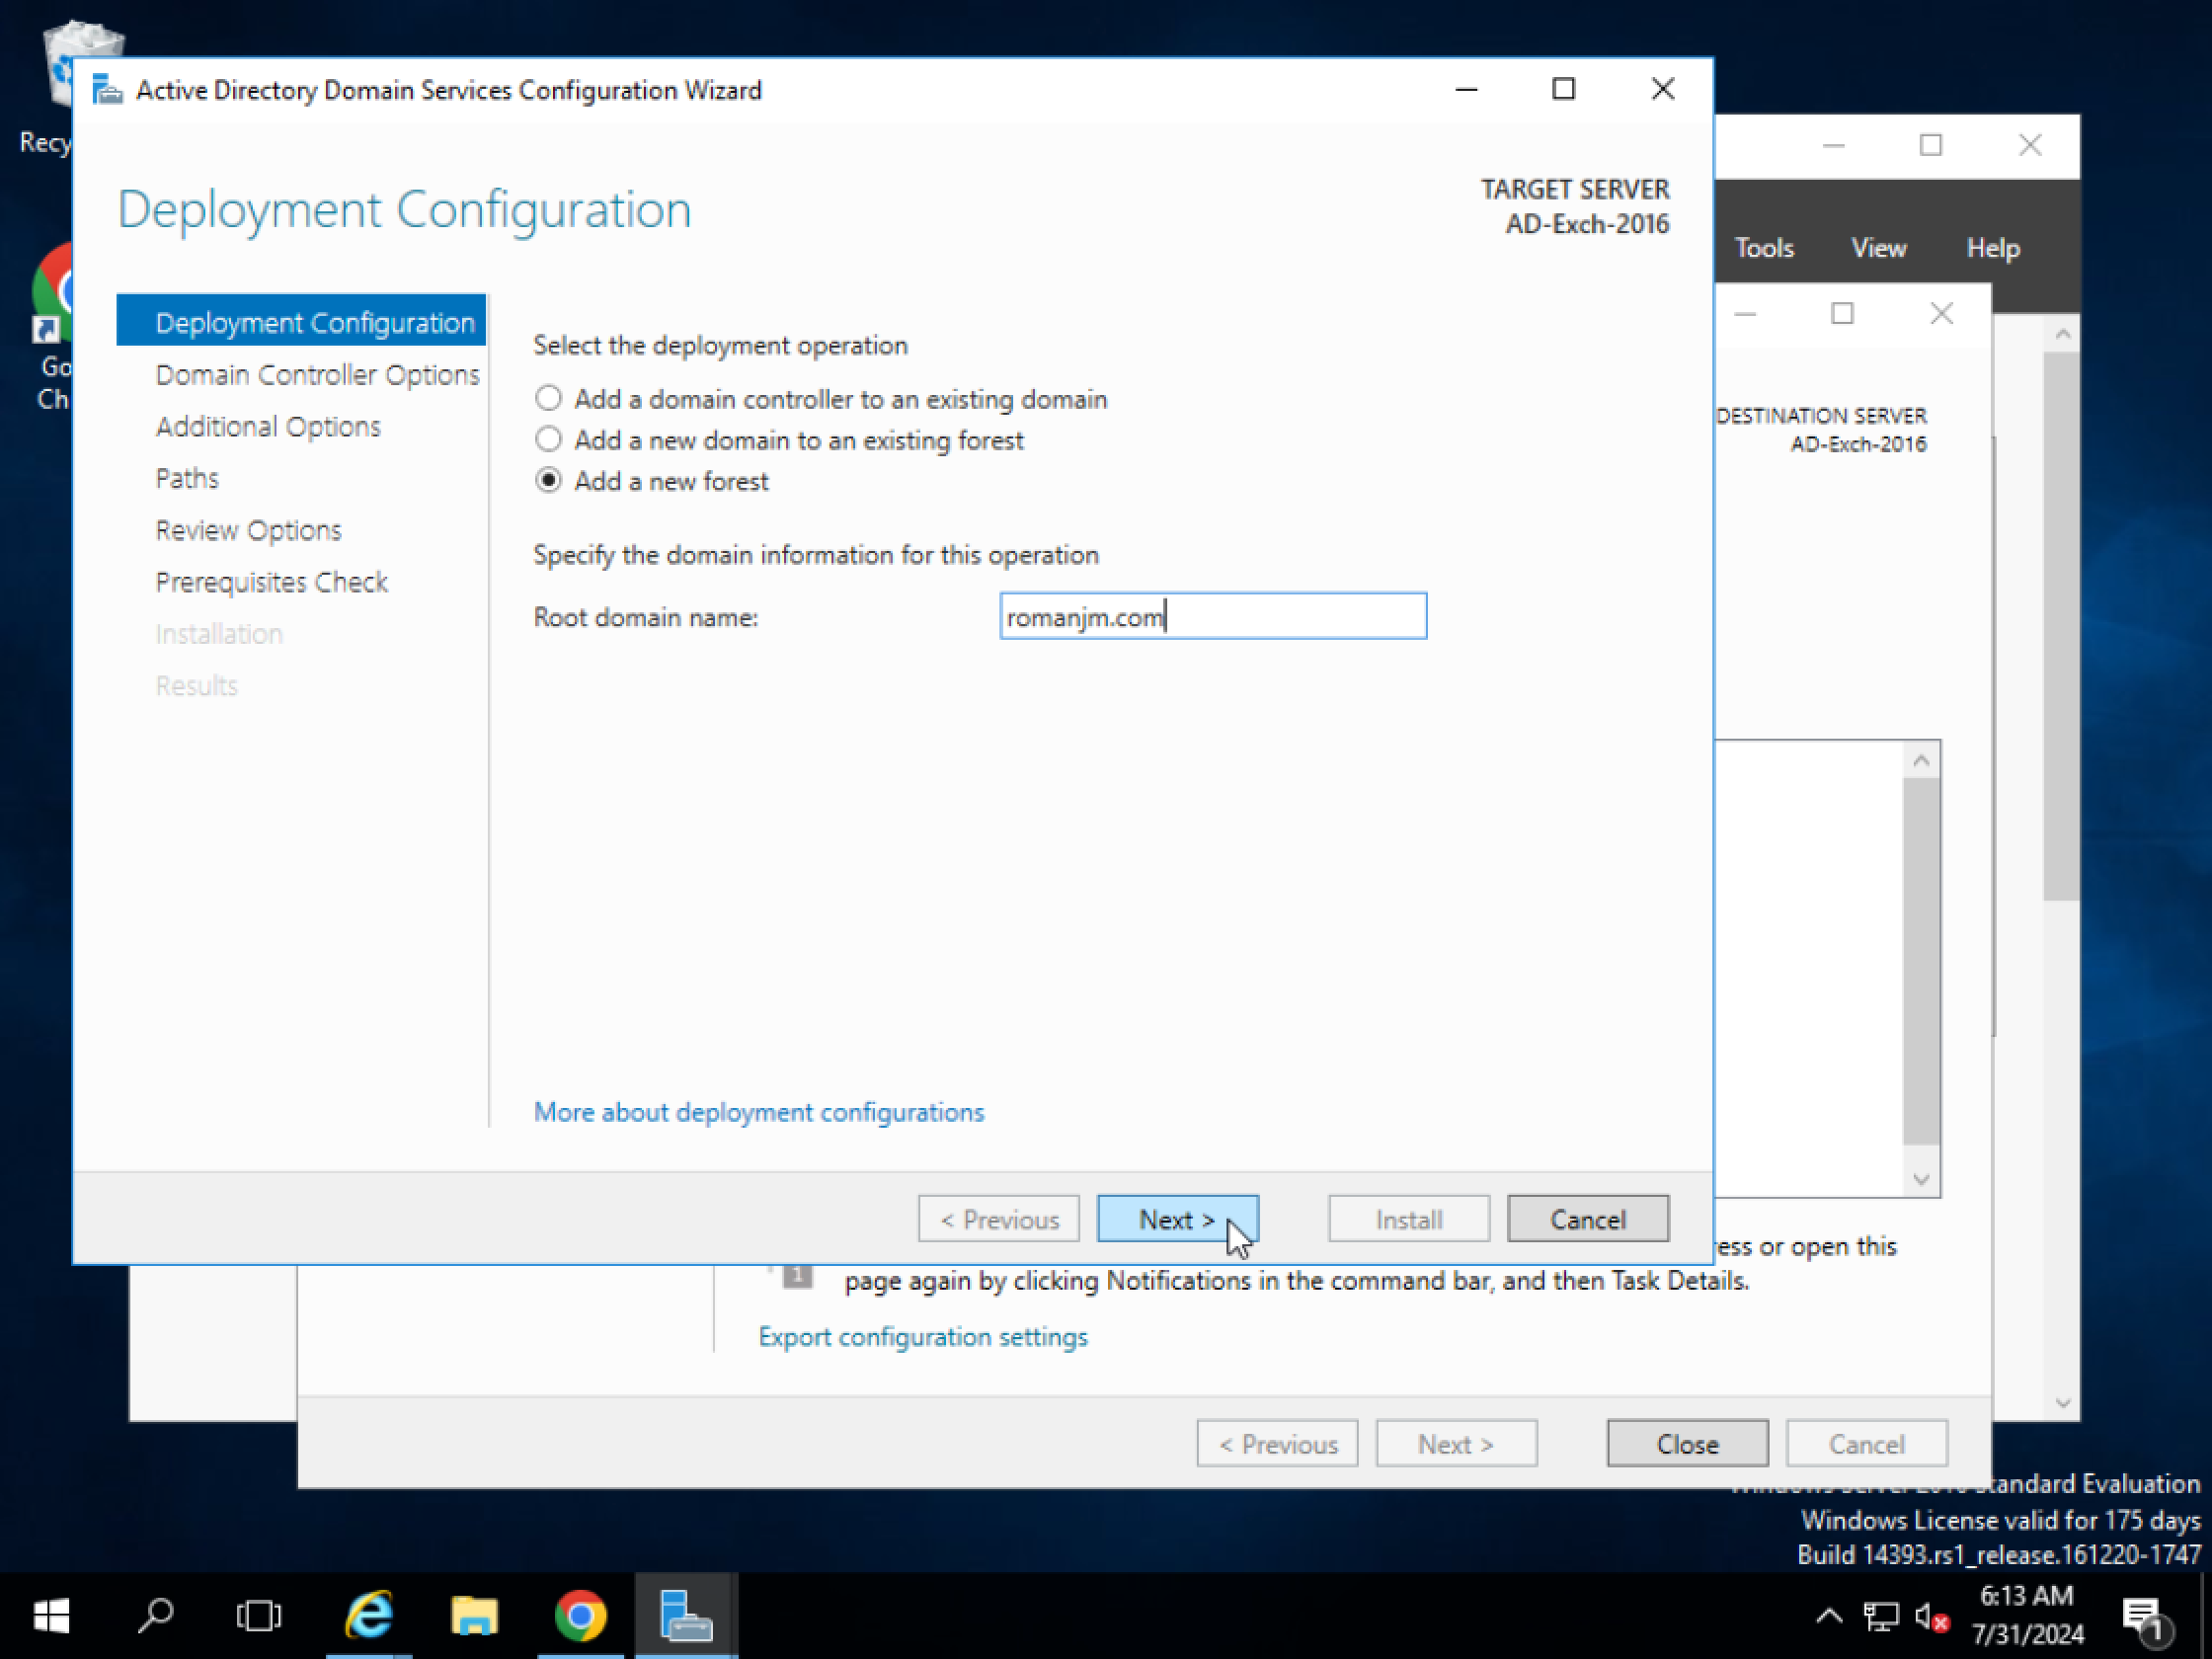 Recy
Go
Ch
Active Directory Domain Services Configuration Wizard
Deployment Configuration
TARGET SERVER
AD-Exch-2016
Deployment Configuration
Domain Controller Options
Additional Options
Paths
Review Options
Prerequisites Check
Installation
Results
Select the deployment operation
Add a domain controller to an existing domain
Add a new domain to an existing forest
Add a new forest
Specify the domain information for this operation
Root domain name:
romanjm.com
More about deployment configurations
< Previous
Next >
Install
Cancel
Tools View Help
DESTINATION SERVER
AD-Exch-2016
ess or open this
1
page again by clicking Notifications in the command bar, and then Task Details.
Export configuration settings
< Previous
Next >
Close
Cancel
Standard Evaluation
Windows License valid for 175 days
Build 14393.rs1_release.161220-1747
6:13 AM
7/31/2024
1